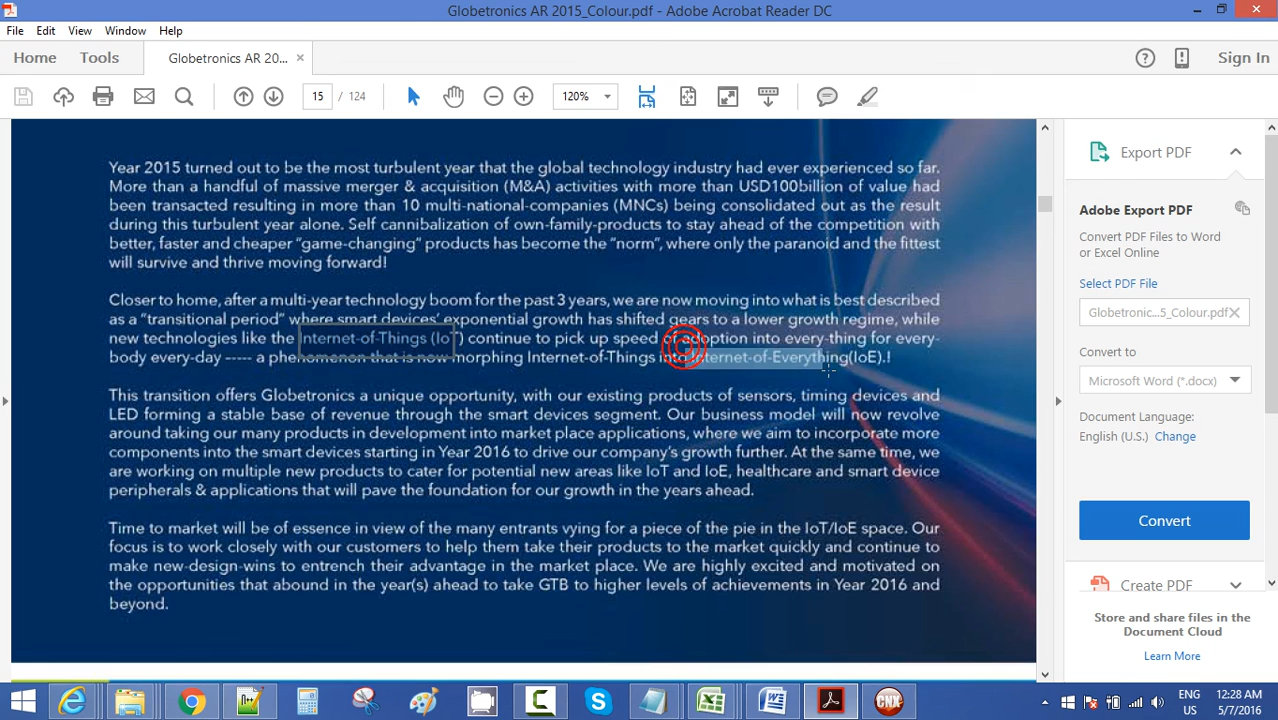 Globetronics AR 2015_Colour.pdf - Adobe Acrobat Reader DC
File Edit View Window Help
Home Tools Globetronics AR 20... × Sign In
15 / 124 120%
Year 2015 turned out to be the most turbulent year that the global technology industry had ever experienced so far.
More than a handful of massive merger & acquisition (M&A) activities with more than USD100billion of value had
been transacted resulting in more than 10 multi-national-companies (MNCs) being consolidated out as the result
during this turbulent year alone. Self cannibalization of own-family-products to stay ahead of the competition with
better, faster and cheaper “game-changing” products has become the “norm”, where only the paranoid and the fittest
will survive and thrive moving forward!
Closer to home, after a multi-year technology boom for the past 3 years, we are now moving into what is best described
as a “transitional period” where smart devices’ exponential growth has shifted gears to a lower growth regime, while
new technologies like the Internet-of-Things (IoT) continue to pick up speed of adoption into every-thing for every-
body every-day ----- a phenomenon that is now morphing Internet-of-Things into Internet-of-Everything(IoE).!
This transition offers Globetronics a unique opportunity, with our existing products of sensors, timing devices and
LED forming a stable base of revenue through the smart devices segment. Our business model will now revolve
around taking our many products in development into market place applications, where we aim to incorporate more
components into the smart devices starting in Year 2016 to drive our company’s growth further. At the same time, we
are working on multiple new products to cater for potential new areas like IoT and IoE, healthcare and smart device
peripherals & applications that will pave the foundation for our growth in the years ahead.
Time to market will be of essence in view of the many entrants vying for a piece of the pie in the IoT/IoE space. Our
focus is to work closely with our customers to help them take their products to the market quickly and continue to
make new-design-wins to entrench their advantage in the market place. We are highly excited and motivated on
the opportunities that abound in the year(s) ahead to take GTB to higher levels of achievements in Year 2016 and
beyond.
Export PDF
Adobe Export PDF
Convert PDF Files to Word
or Excel Online
Select PDF File
Globetronic...5_Colour.pdf
Convert to
Microsoft Word (*.docx)
Document Language:
English (U.S.) Change
Convert
Create PDF
Store and share files in the
Document Cloud
Learn More
CNX
ENG 12:28 AM
US 5/7/2016